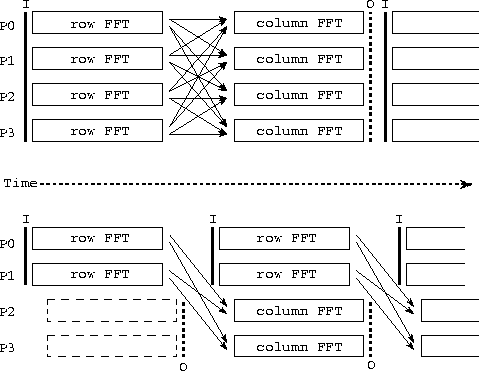 I O I
P0 row FFT column FFT
P1 row FFT column FFT
P2 row FFT column FFT
P3 row FFT column FFT
Time
I I I
P0 row FFT row FFT
P1 row FFT row FFT
P2 column FFT
P3 column FFT
O O